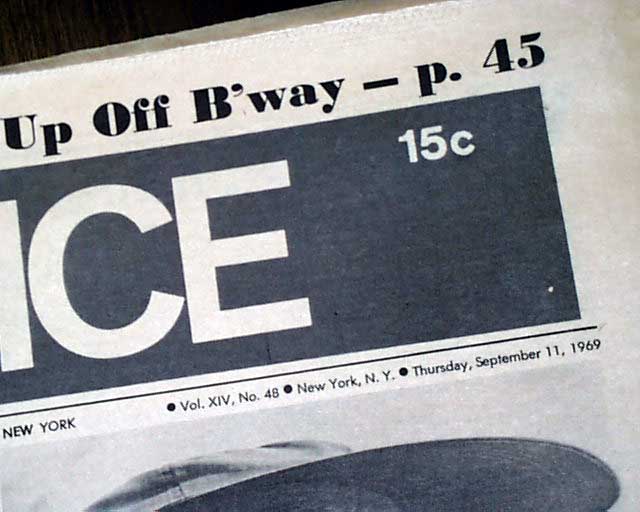 Up Off B'way — p. 45
15c
ICE
NEW YORK ● Vol. XIV, No. 48 ● New York, N. Y. ● Thursday, September 11, 1969